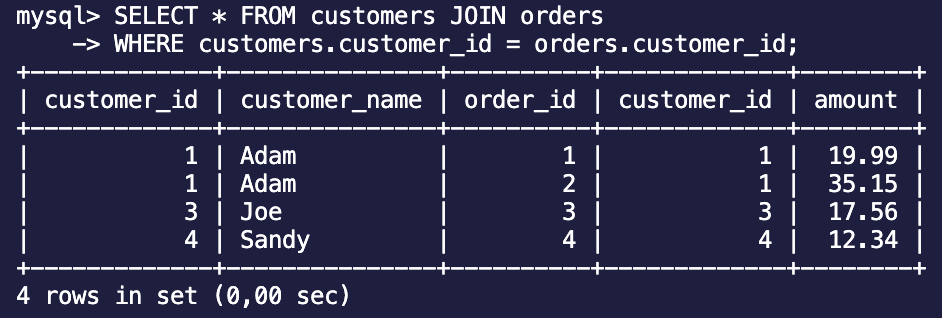 mysql> SELECT * FROM customers JOIN orders
    -> WHERE customers.customer_id = orders.customer_id;
+-------------+---------------+----------+-------------+--------+
| customer_id | customer_name | order_id | customer_id | amount |
+-------------+---------------+----------+-------------+--------+
|           1 | Adam          |        1 |           1 |  19.99 |
|           1 | Adam          |        2 |           1 |  35.15 |
|           3 | Joe           |        3 |           3 |  17.56 |
|           4 | Sandy         |        4 |           4 |  12.34 |
+-------------+---------------+----------+-------------+--------+
4 rows in set (0,00 sec)